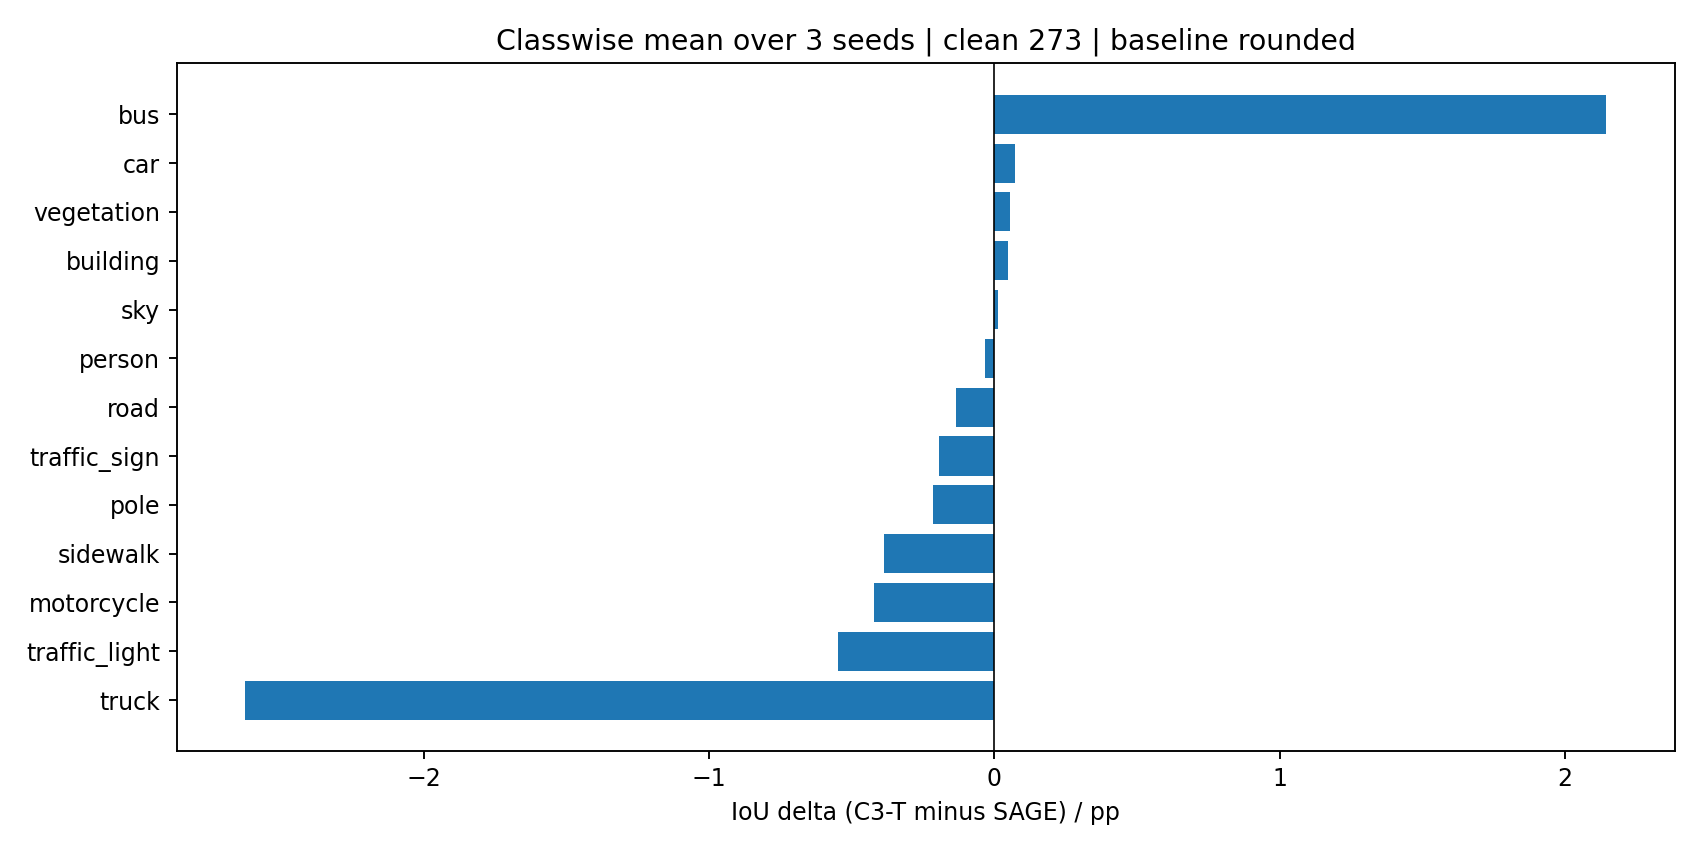 Classwise mean over 3 seeds | clean 273 | baseline rounded
bus
car
vegetation
building
sky
person
road
traffic_sign
pole
sidewalk
motorcycle
traffic_light
truck
−2 −1 0 1 2
IoU delta (C3-T minus SAGE) / pp